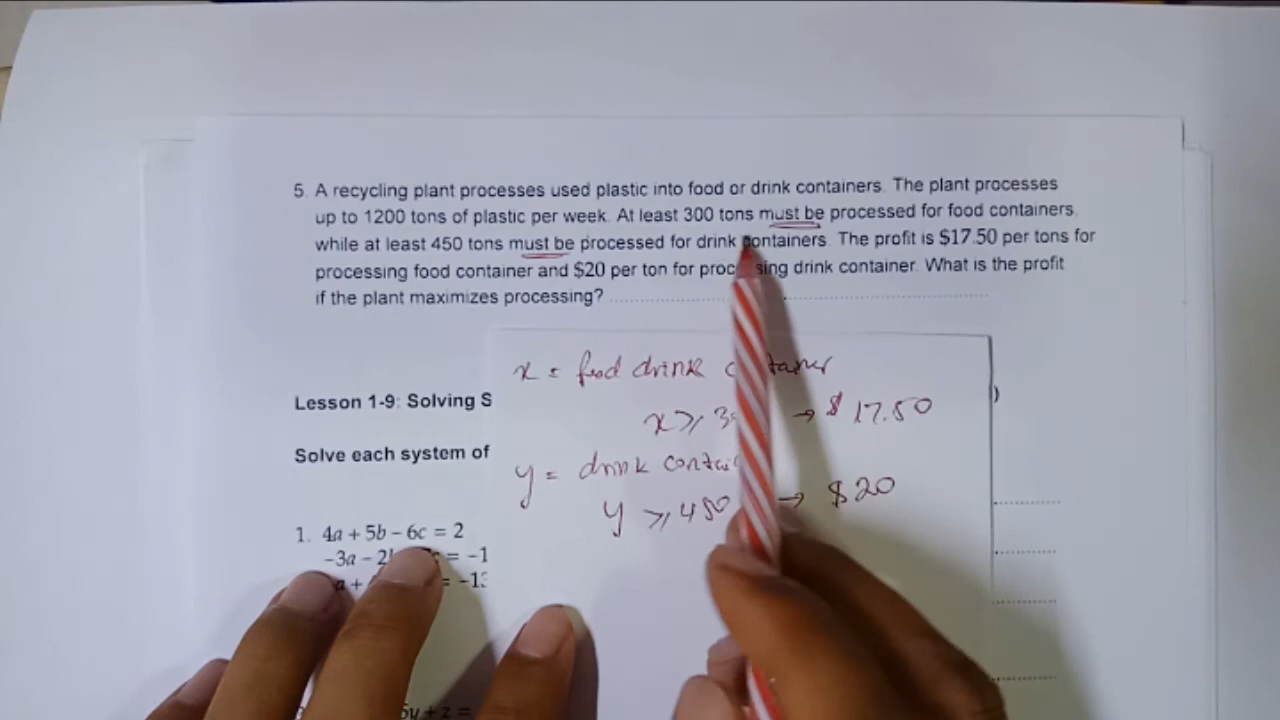 5. A recycling plant processes used plastic into food or drink containers. The plant processes
up to 1200 tons of plastic per week. At least 300 tons must be processed for food containers,
while at least 450 tons must be processed for drink containers. The profit is $17.50 per tons for
processing food container and $20 per ton for processing drink container. What is the profit
if the plant maximizes processing? ................................
x = food drink container
x ⩾ → $ 17.50
Lesson 1-9: Solving S )
Solve each system of
y = drink
y ⩾ 450 → $20
1. 4a + 5b – 6c = 2
-3a – = -1